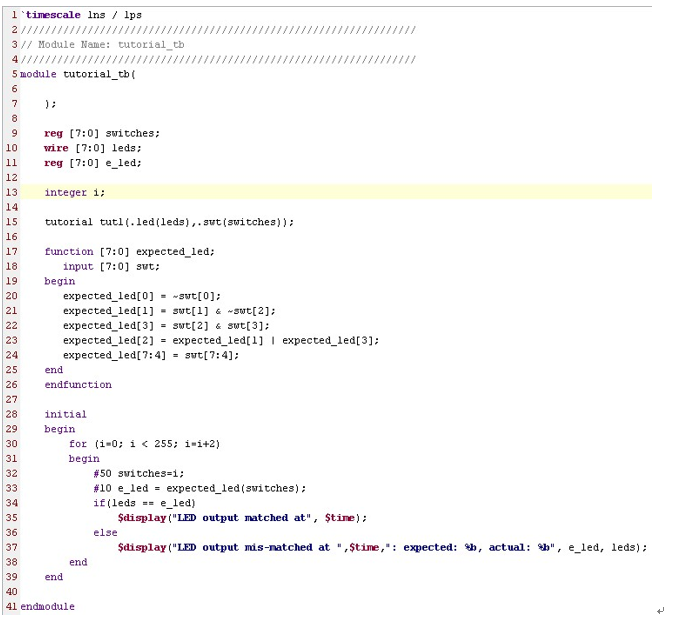 1 `timescale 1ns / 1ps
2 //////////////////////////////////////////////////////////////////
3 // Module Name: tutorial_tb
4 //////////////////////////////////////////////////////////////////
5 module tutorial_tb(
6
7 );
8
9 reg [7:0] switches;
10 wire [7:0] leds;
11 reg [7:0] e_led;
12
13 integer i;
14
15 tutorial tut1(.led(leds),.swt(switches));
16
17 function [7:0] expected_led;
18 input [7:0] swt;
19 begin
20 expected_led[0] = ~swt[0];
21 expected_led[1] = swt[1] & ~swt[2];
22 expected_led[3] = swt[2] & swt[3];
23 expected_led[2] = expected_led[1] | expected_led[3];
24 expected_led[7:4] = swt[7:4];
25 end
26 endfunction
27
28 initial
29 begin
30 for (i=0; i < 255; i=i+2)
31 begin
32 #50 switches=i;
33 #10 e_led = expected_led(switches);
34 if(leds == e_led)
35 $display("LED output matched at", $time);
36 else
37 $display("LED output mis-matched at ",$time,": expected: %b, actual: %b", e_led, leds);
38 end
39 end
40
41 endmodule